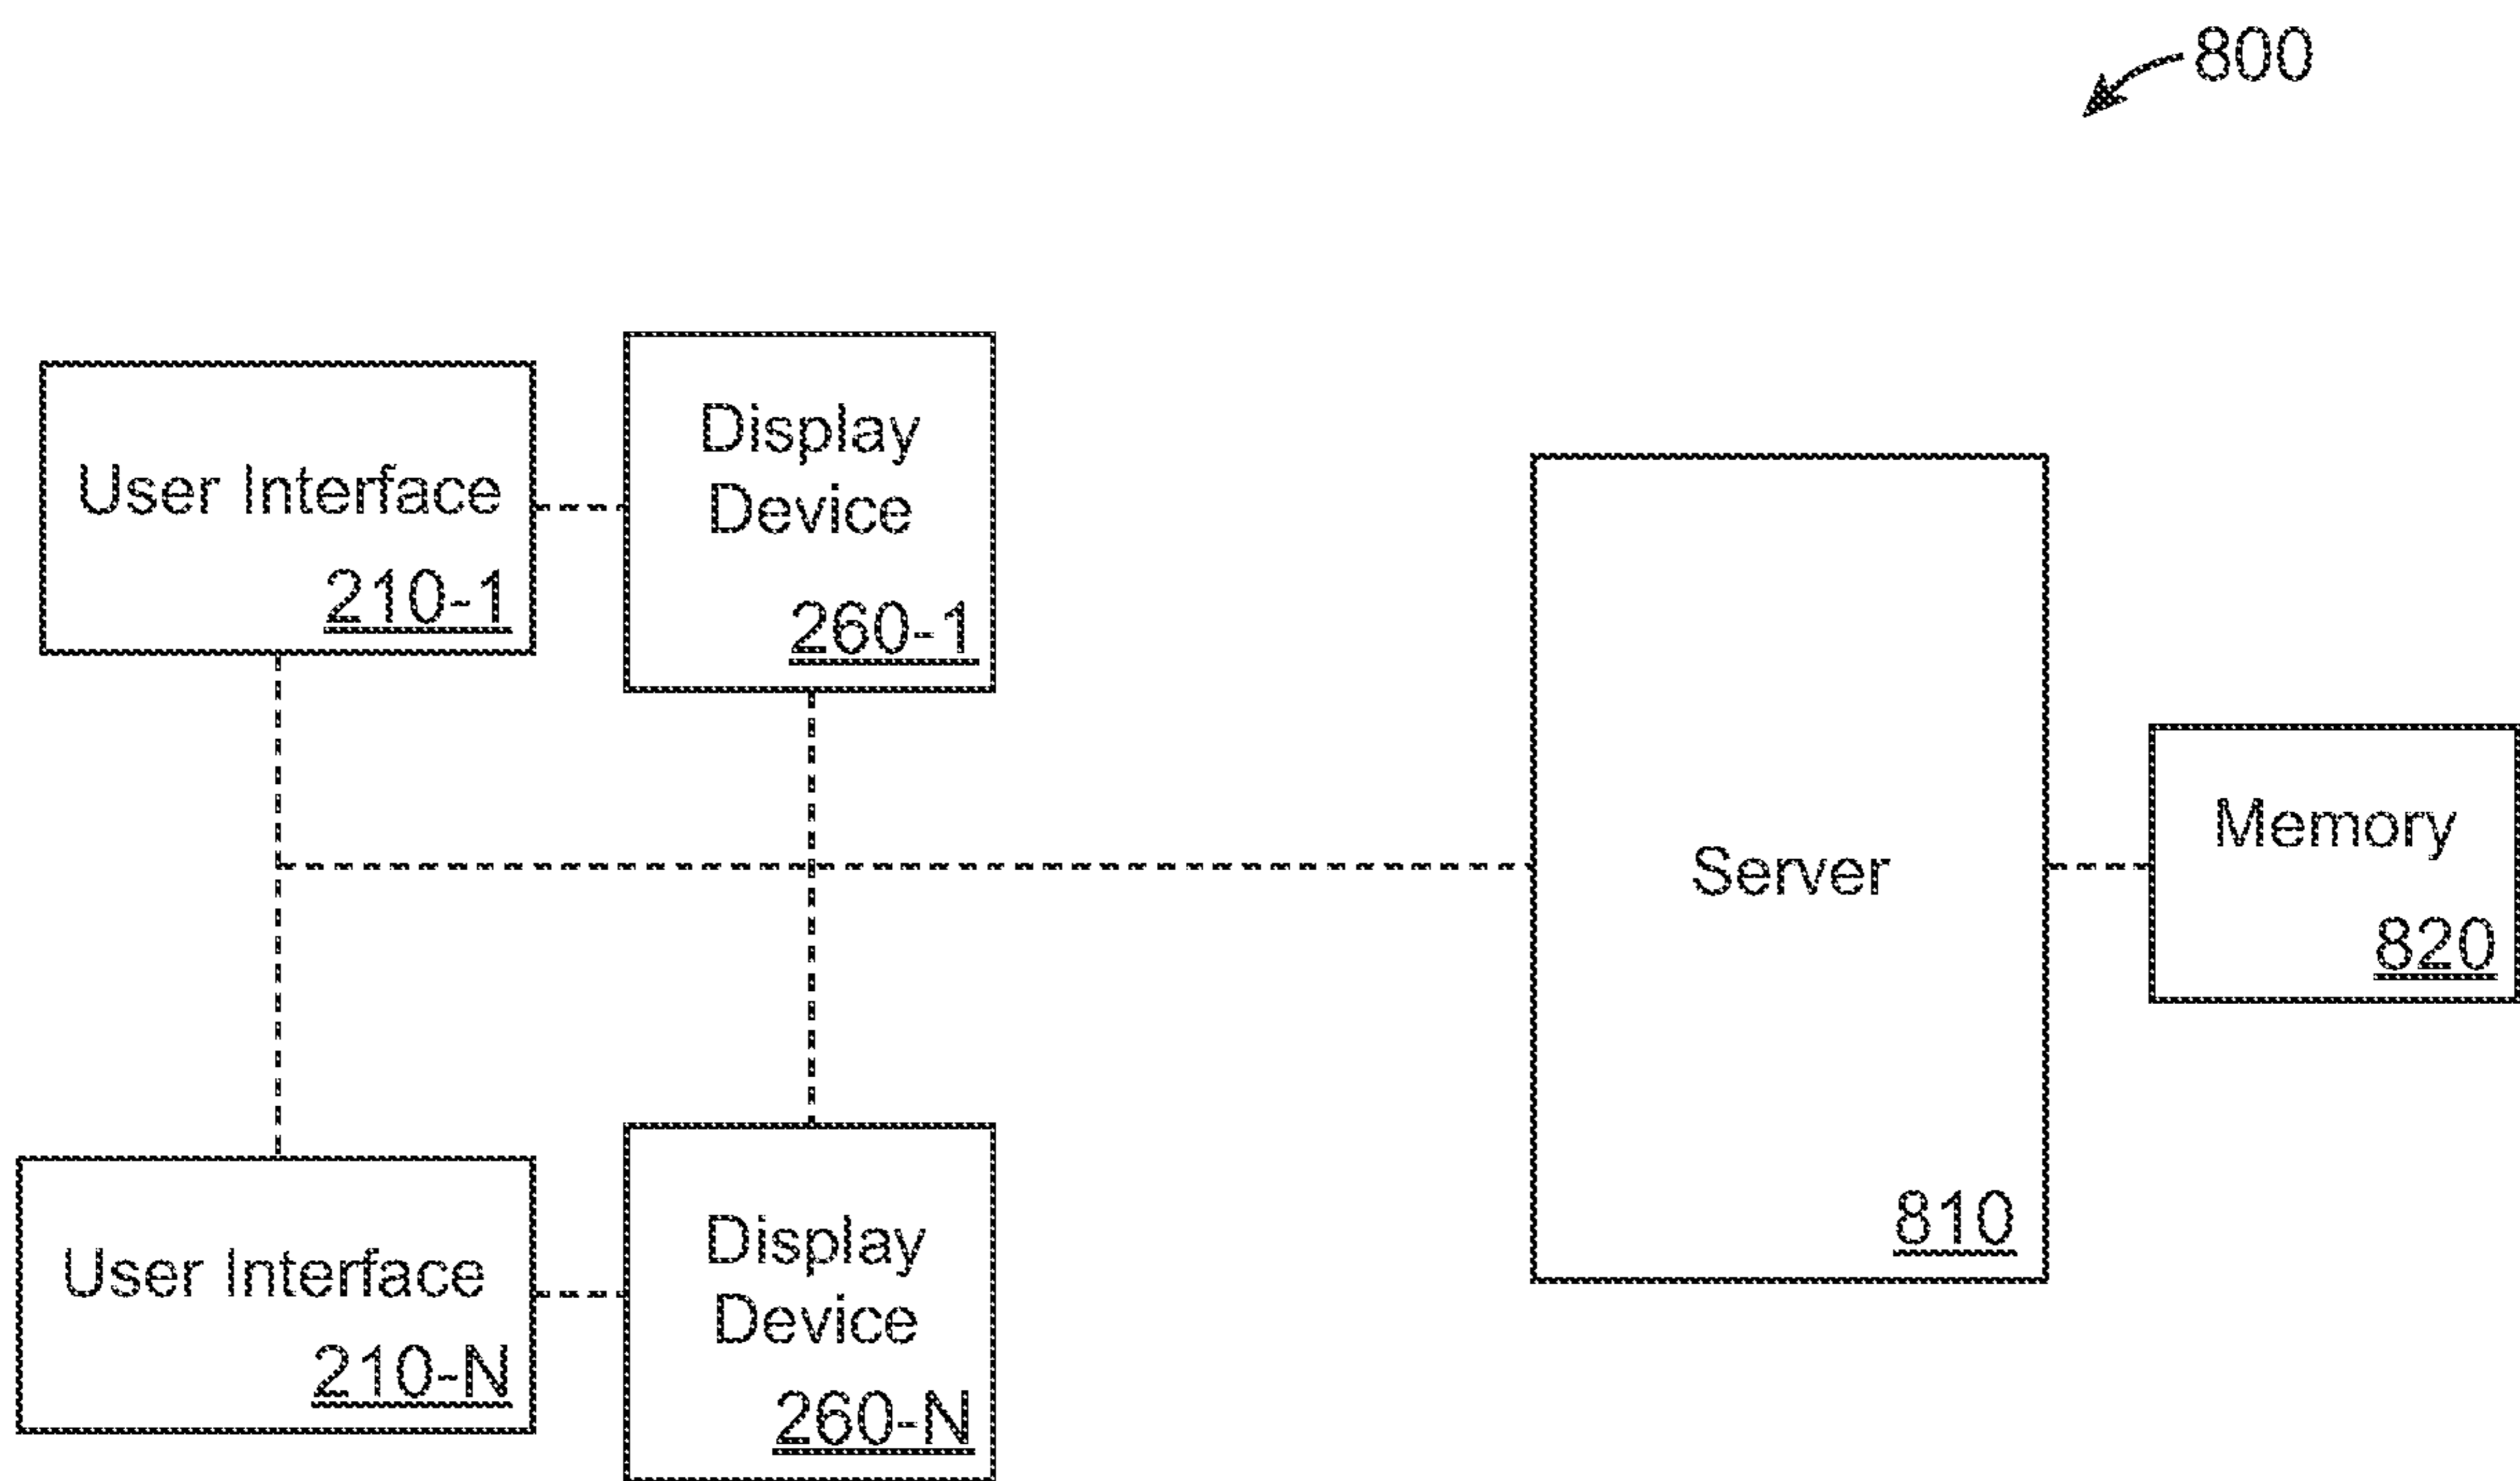 800
User Interface
210-1
Display
Device
260-1
Server
810
Memory
820
User Interface
210-N
Display
Device
260-N